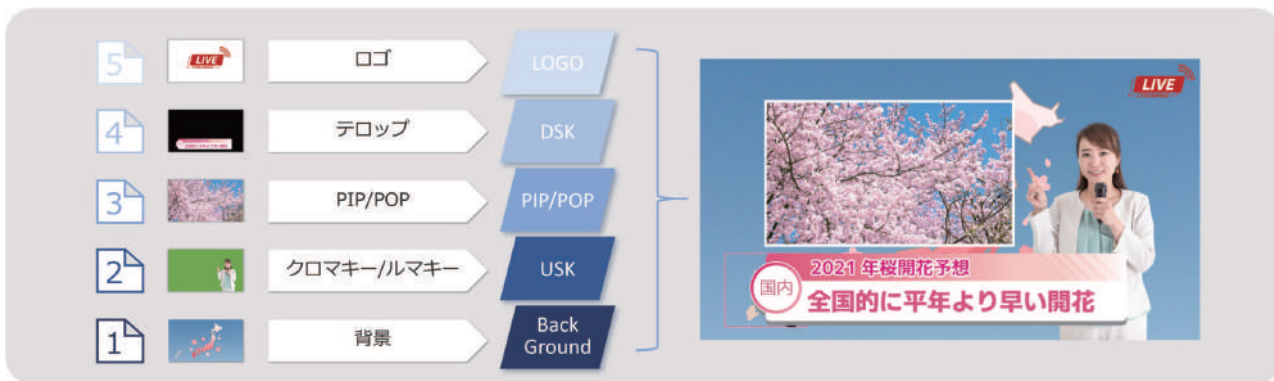 5
LIVE
ロゴ
LOGO
4
テロップ
DSK
3
PIP/POP
PIP/POP
2
クロマキー/ルマキー
USK
1
背景
Back
Ground
LIVE
2021 年桜開花予想
国内
全国的に平年より早い開花